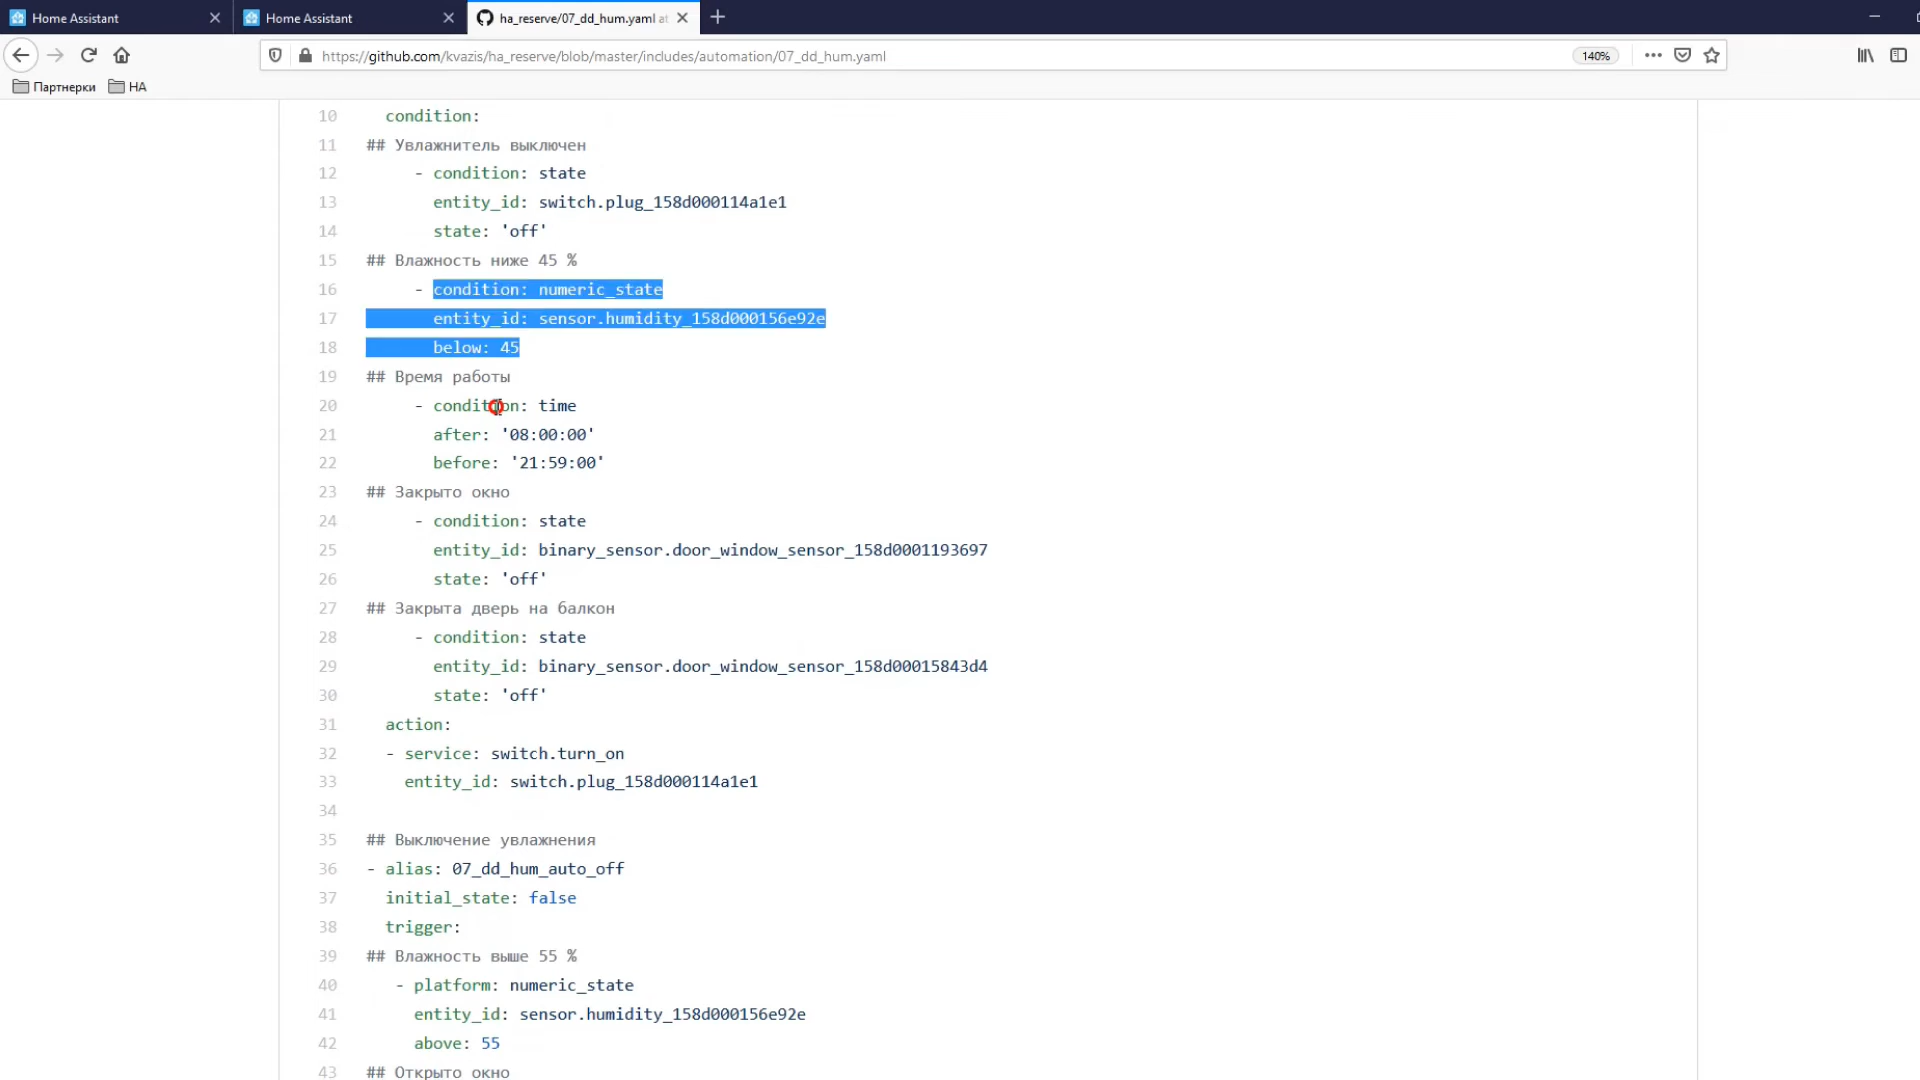 Home Assistant
Home Assistant
ha_reserve/07_dd_hum.yaml at
https://github.com/kvazis/ha_reserve/blob/master/includes/automation/07_dd_hum.yaml
140%
Партнерки
HA
10 condition:
11 ## Увлажнитель выключен
12 - condition: state
13 entity_id: switch.plug_158d000114a1e1
14 state: 'off'
15 ## Влажность ниже 45 %
16 - condition: numeric_state
17 entity_id: sensor.humidity_158d000156e92e
18 below: 45
19 ## Время работы
20 - condition: time
21 after: '08:00:00'
22 before: '21:59:00'
23 ## Закрыто окно
24 - condition: state
25 entity_id: binary_sensor.door_window_sensor_158d0001193697
26 state: 'off'
27 ## Закрыта дверь на балкон
28 - condition: state
29 entity_id: binary_sensor.door_window_sensor_158d00015843d4
30 state: 'off'
31 action:
32 - service: switch.turn_on
33 entity_id: switch.plug_158d000114a1e1
34
35 ## Выключение увлажнения
36 - alias: 07_dd_hum_auto_off
37 initial_state: false
38 trigger:
39 ## Влажность выше 55 %
40 - platform: numeric_state
41 entity_id: sensor.humidity_158d000156e92e
42 above: 55
43 ## Открыто окно